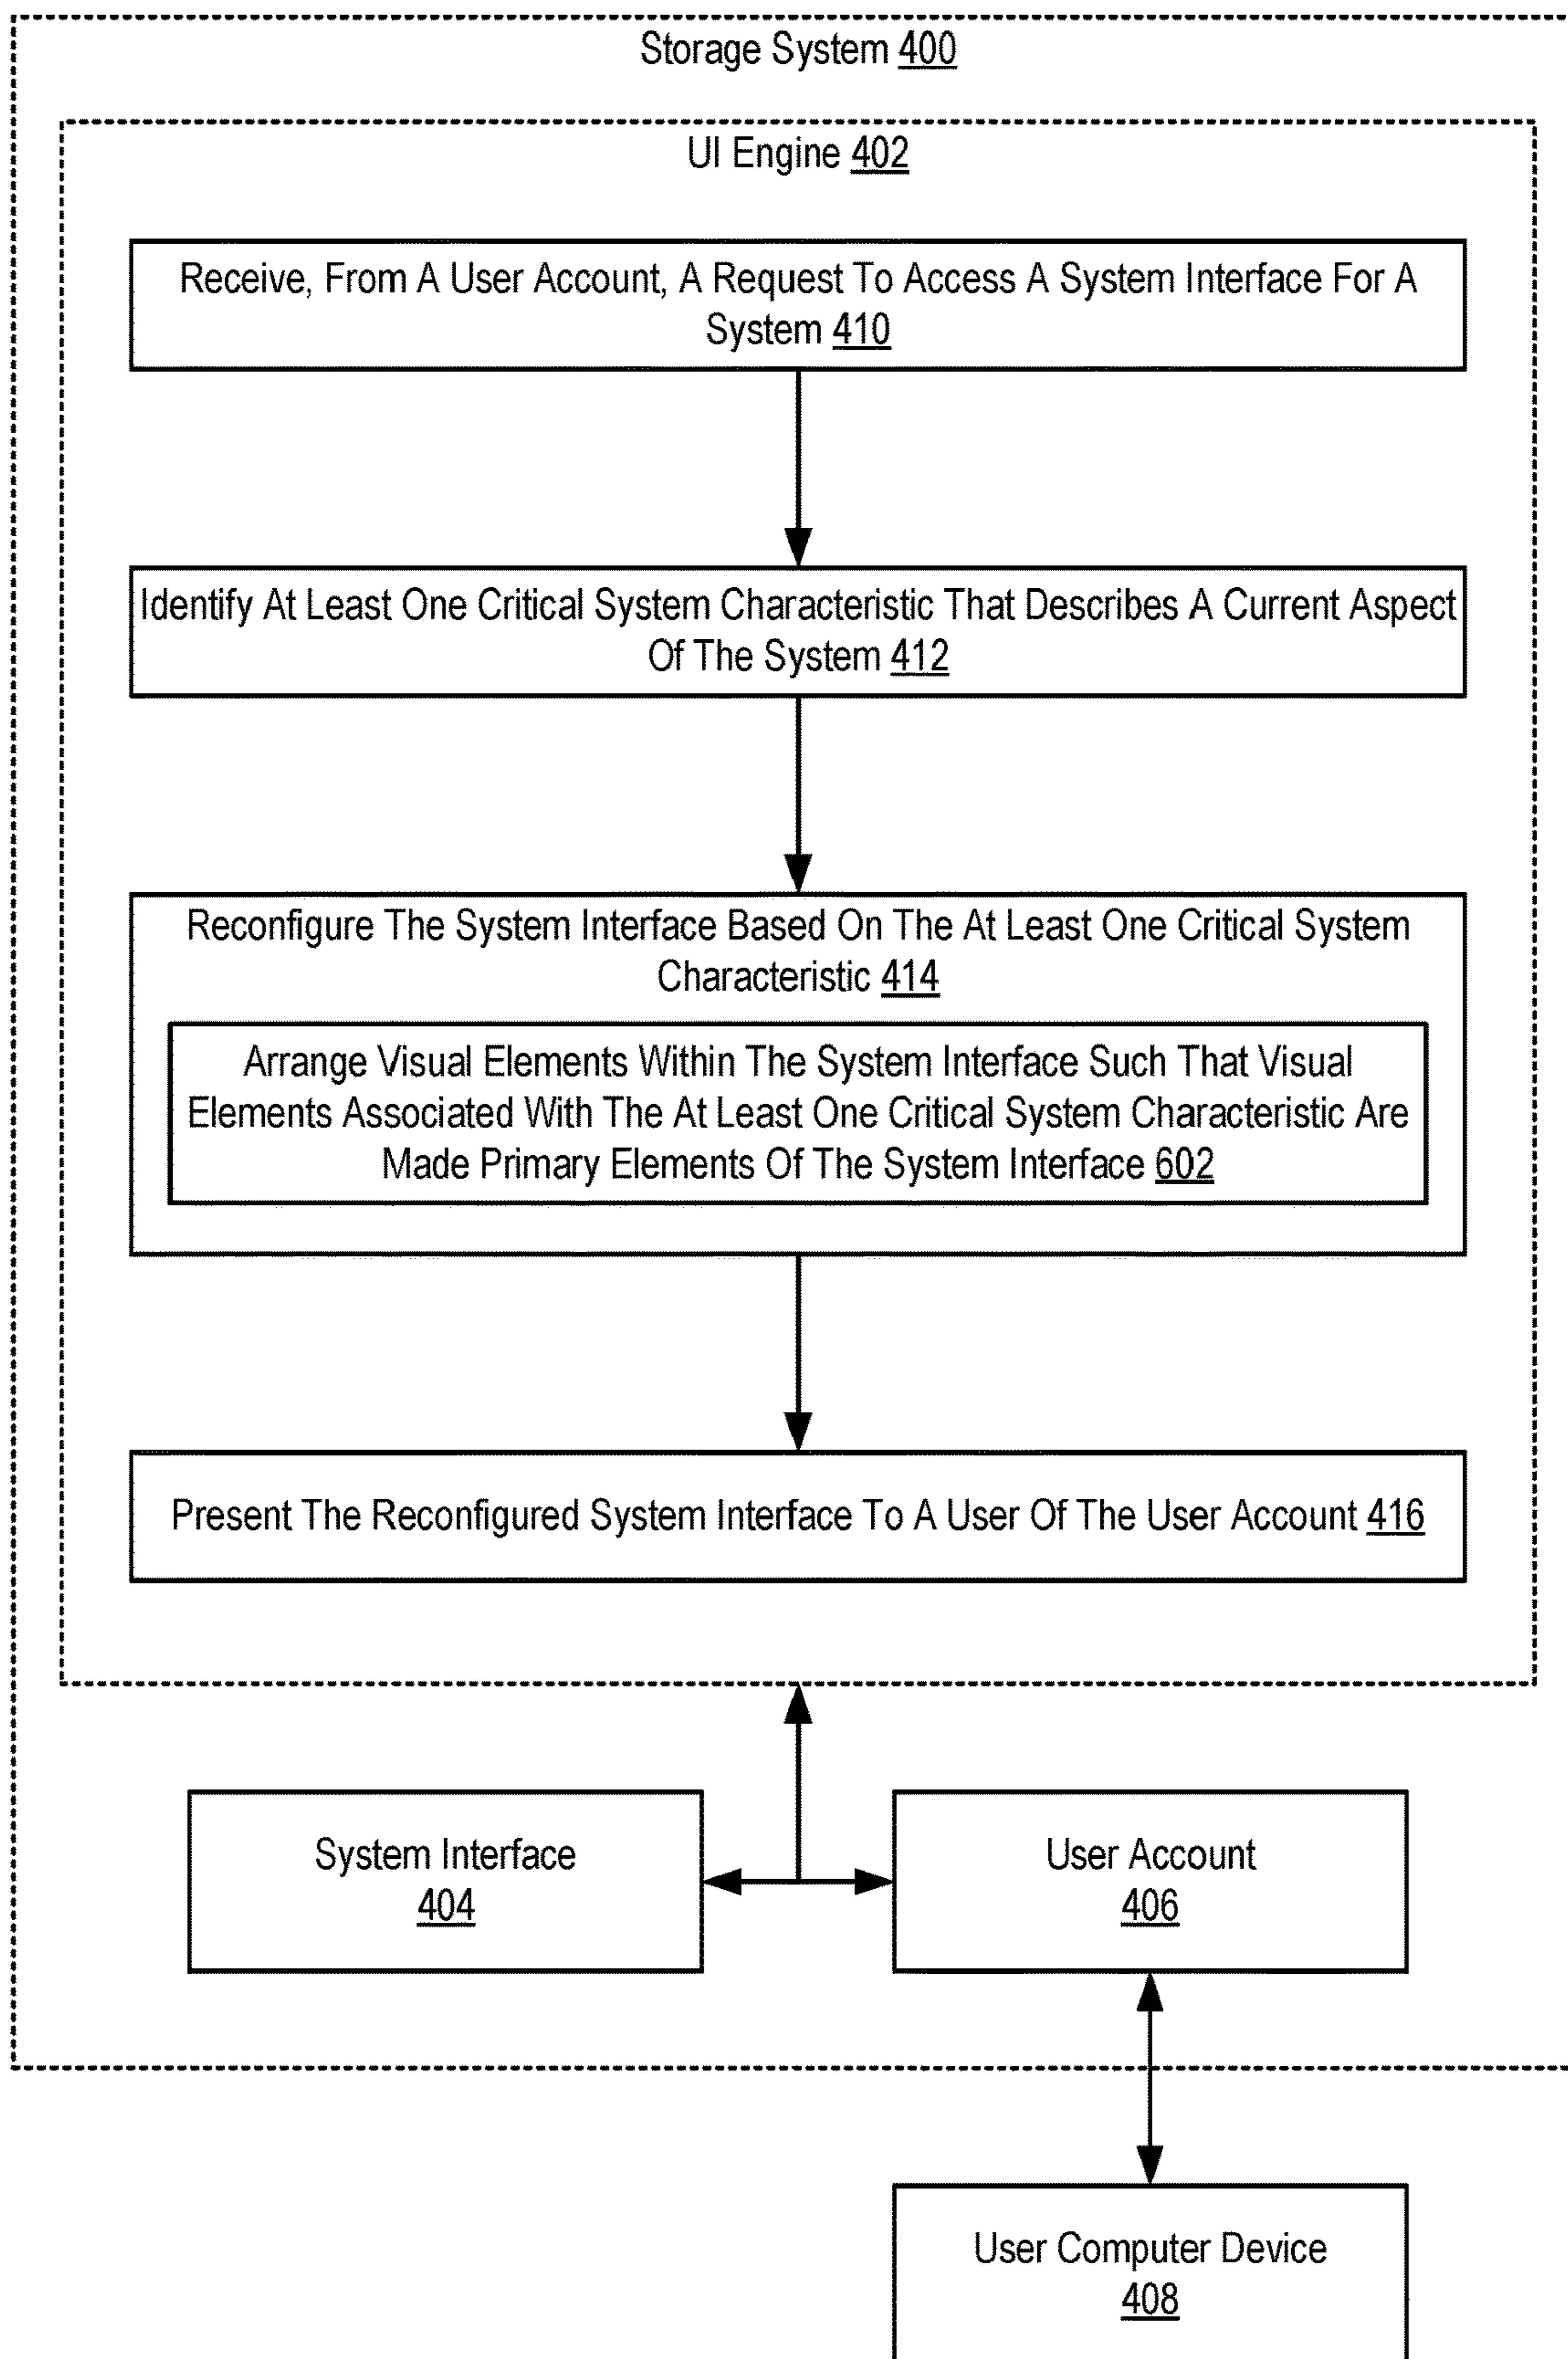 Storage System 400
UI Engine 402
Receive, From A User Account, A Request To Access A System Interface For A
System 410
Identify At Least One Critical System Characteristic That Describes A Current Aspect
Of The System 412
Reconfigure The System Interface Based On The At Least One Critical System
Characteristic 414
Arrange Visual Elements Within The System Interface Such That Visual
Elements Associated With The At Least One Critical System Characteristic Are
Made Primary Elements Of The System Interface 602
Present The Reconfigured System Interface To A User Of The User Account 416
System Interface
404
User Account
406
User Computer Device
408